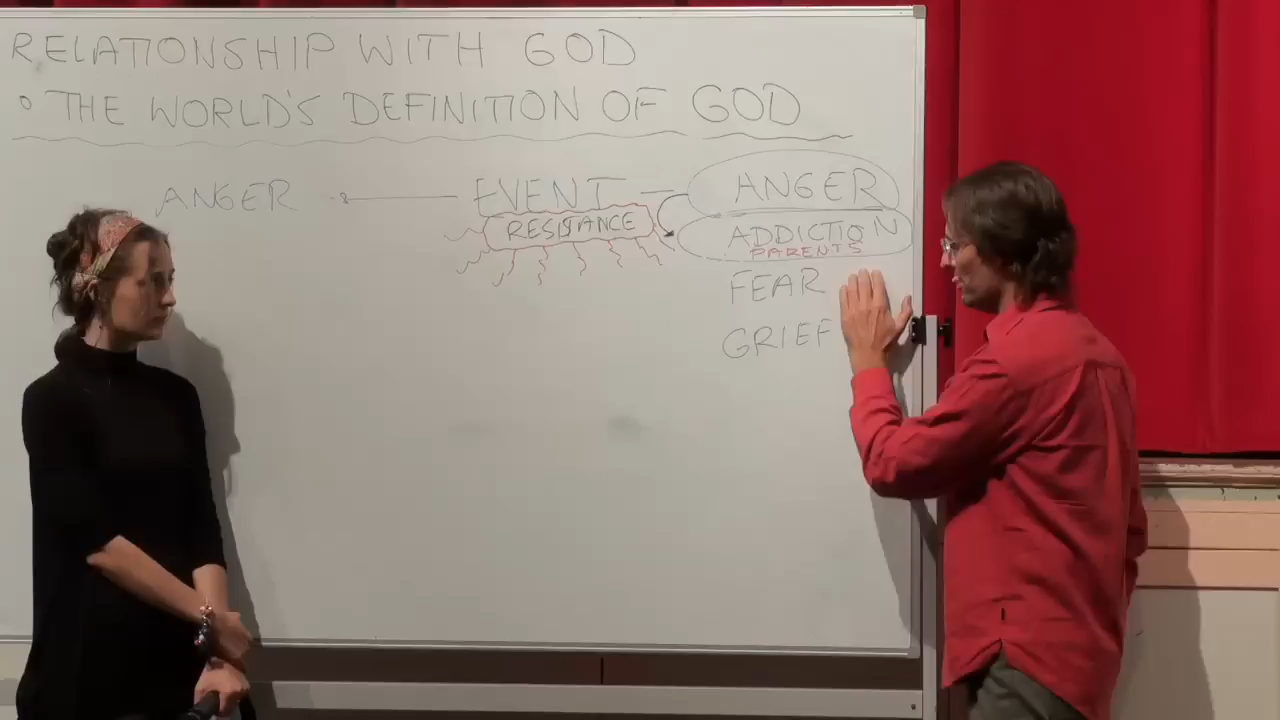 RELATIONSHIP WITH GOD
THE WORLD'S DEFINITION OF GOD
ANGER EVENT ANGER
RESISTANCE ADDICTION
PARENTS
FEAR
GRIEF